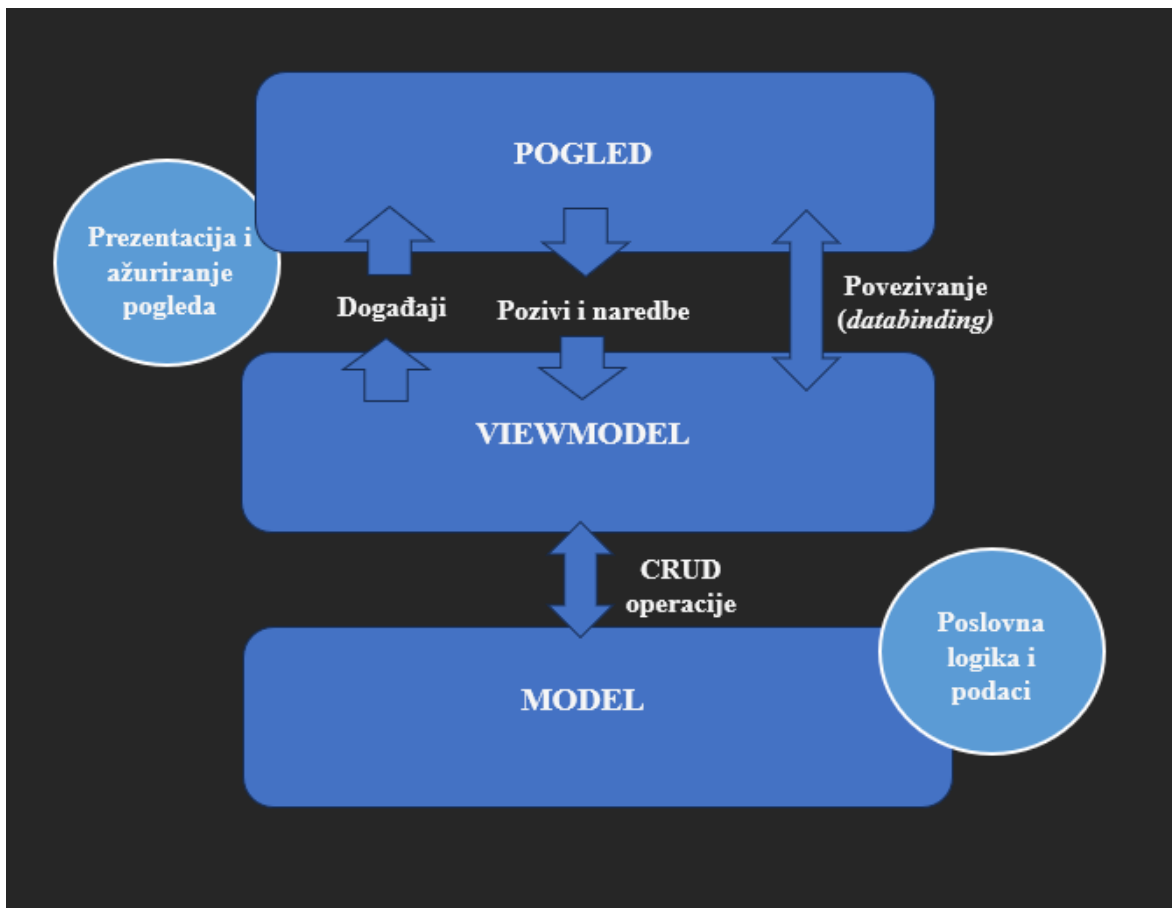 POGLED
Prezentacija i
ažuriranje
pogleda
Događaji
Pozivi i naredbe
Povezivanje
(databinding)
VIEWMODEL
CRUD
operacije
Poslovna
logika i
podaci
MODEL